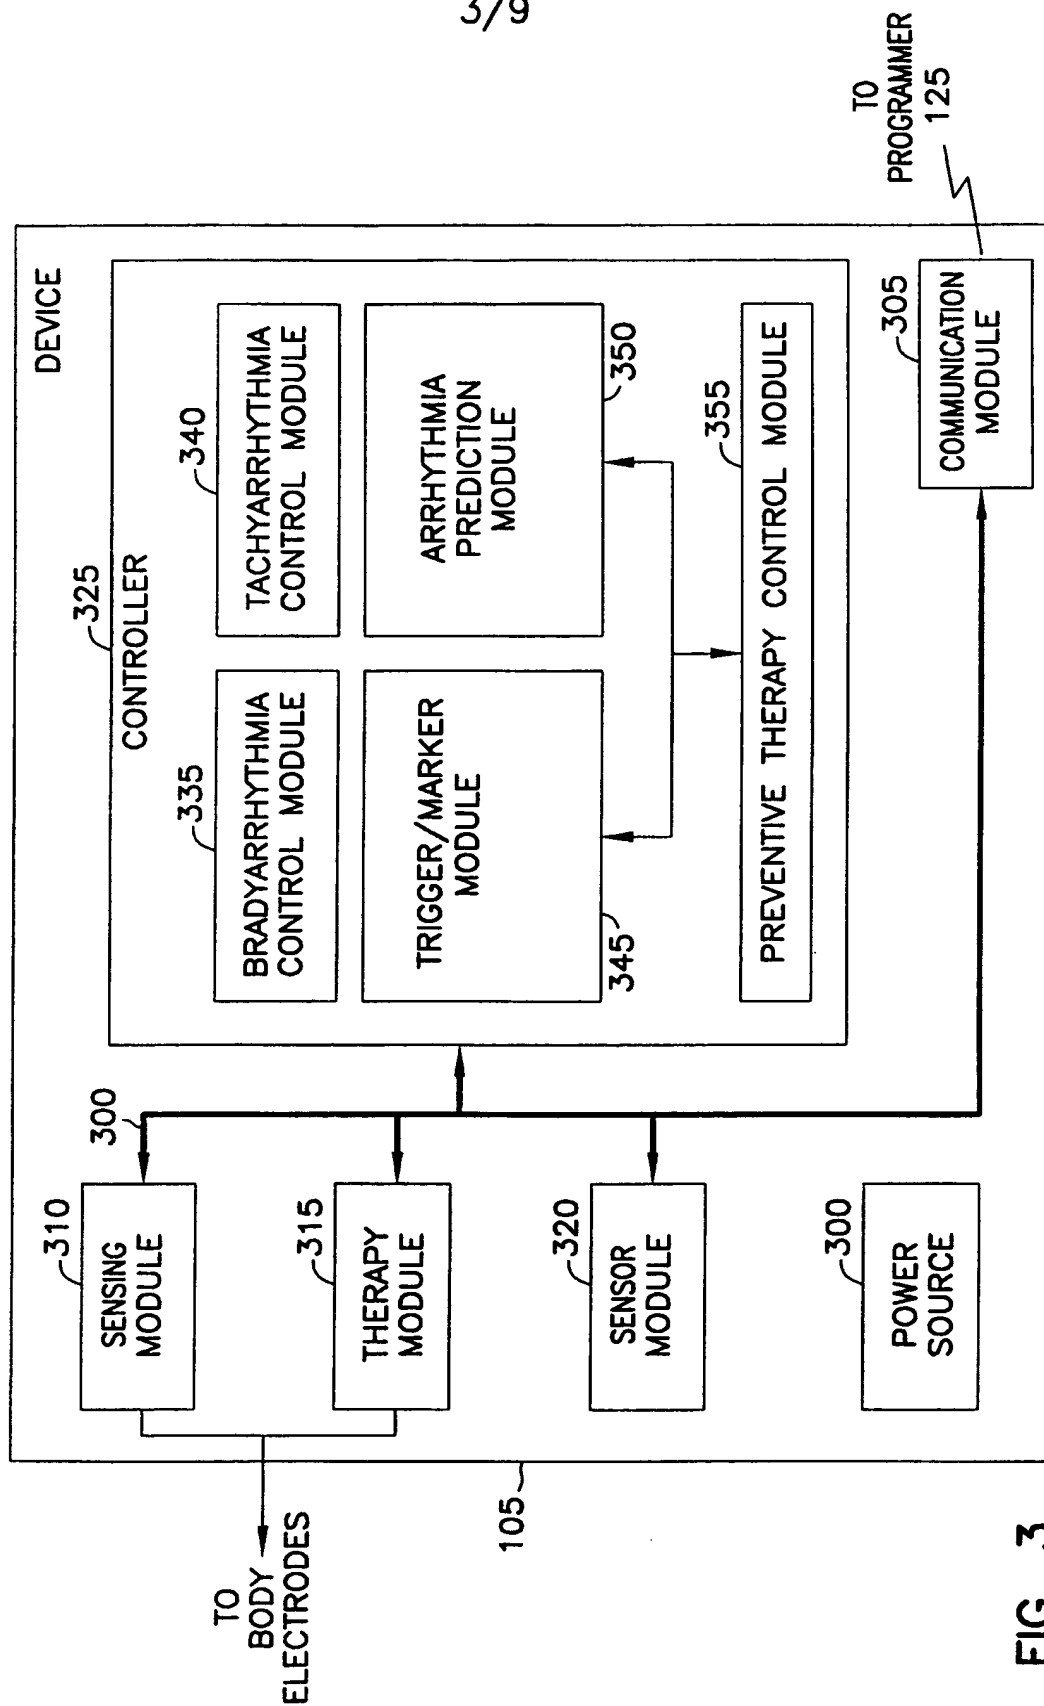 3/9
DEVICE
325
CONTROLLER
335
BRADYARRHYTHMIA
CONTROL MODULE
340
TACHYARRHYTHMIA
CONTROL MODULE
TRIGGER/MARKER
MODULE
345
ARRHYTHMIA
PREDICTION
MODULE
350
355
PREVENTIVE THERAPY CONTROL MODULE
300
310
SENSING
MODULE
315
THERAPY
MODULE
320
SENSOR
MODULE
300
POWER
SOURCE
305
COMMUNICATION
MODULE
TO
PROGRAMMER
125
TO
BODY
ELECTRODES
105
FIG. 3